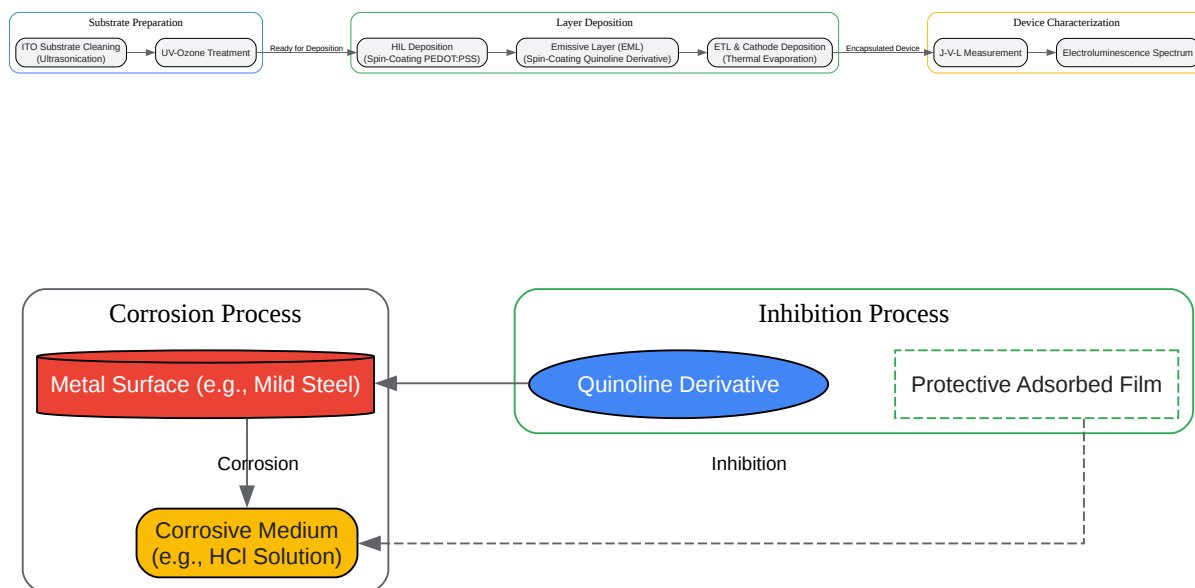 Substrate Preparation
ITO Substrate Cleaning
(Ultrasonication)
UV-Ozone Treatment
Ready for Deposition
Layer Deposition
HIL Deposition
(Spin-Coating PEDOT:PSS)
Emissive Layer (EML)
(Spin-Coating Quinoline Derivative)
ETL & Cathode Deposition
(Thermal Evaporation)
Encapsulated Device
Device Characterization
J-V-L Measurement
Electroluminescence Spectrum
Corrosion Process
Metal Surface (e.g., Mild Steel)
Corrosion
Corrosive Medium
(e.g., HCl Solution)
Inhibition Process
Quinoline Derivative
Protective Adsorbed Film
Inhibition